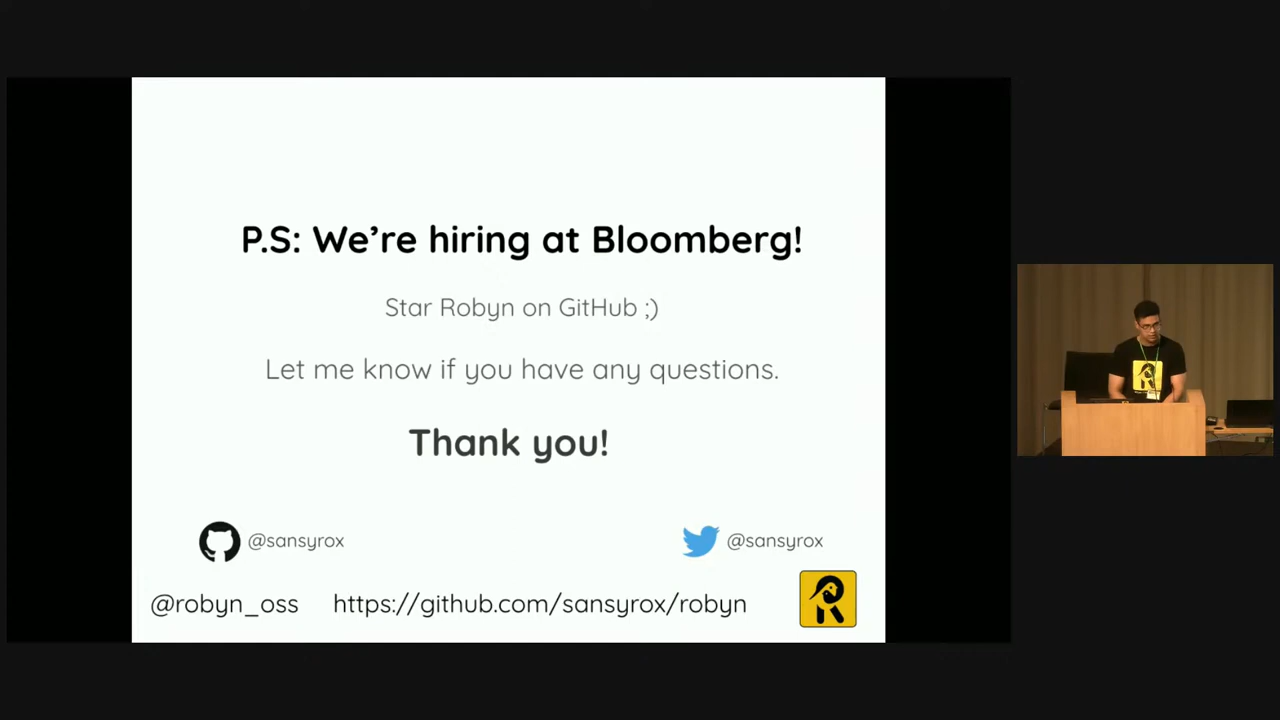 P.S: We're hiring at Bloomberg!
Star Robyn on GitHub ;)
Let me know if you have any questions.
Thank you!
@sansyrox @sansyrox
@robyn_oss https://github.com/sansyrox/robyn